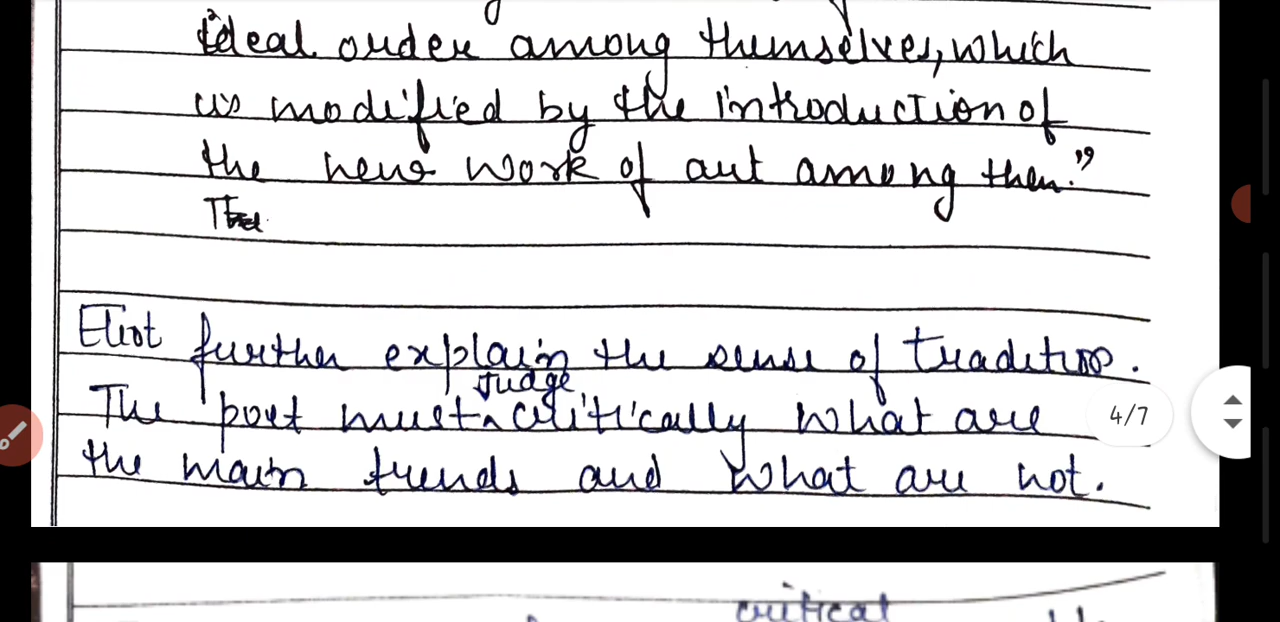 ideal order among themselves, which
is modified by the introduction of
the new work of art among them."
Eliot further explain the sense of tradition.
Judge
The poet must ^ critically what are
the main trends and what are not.
4/7
critical